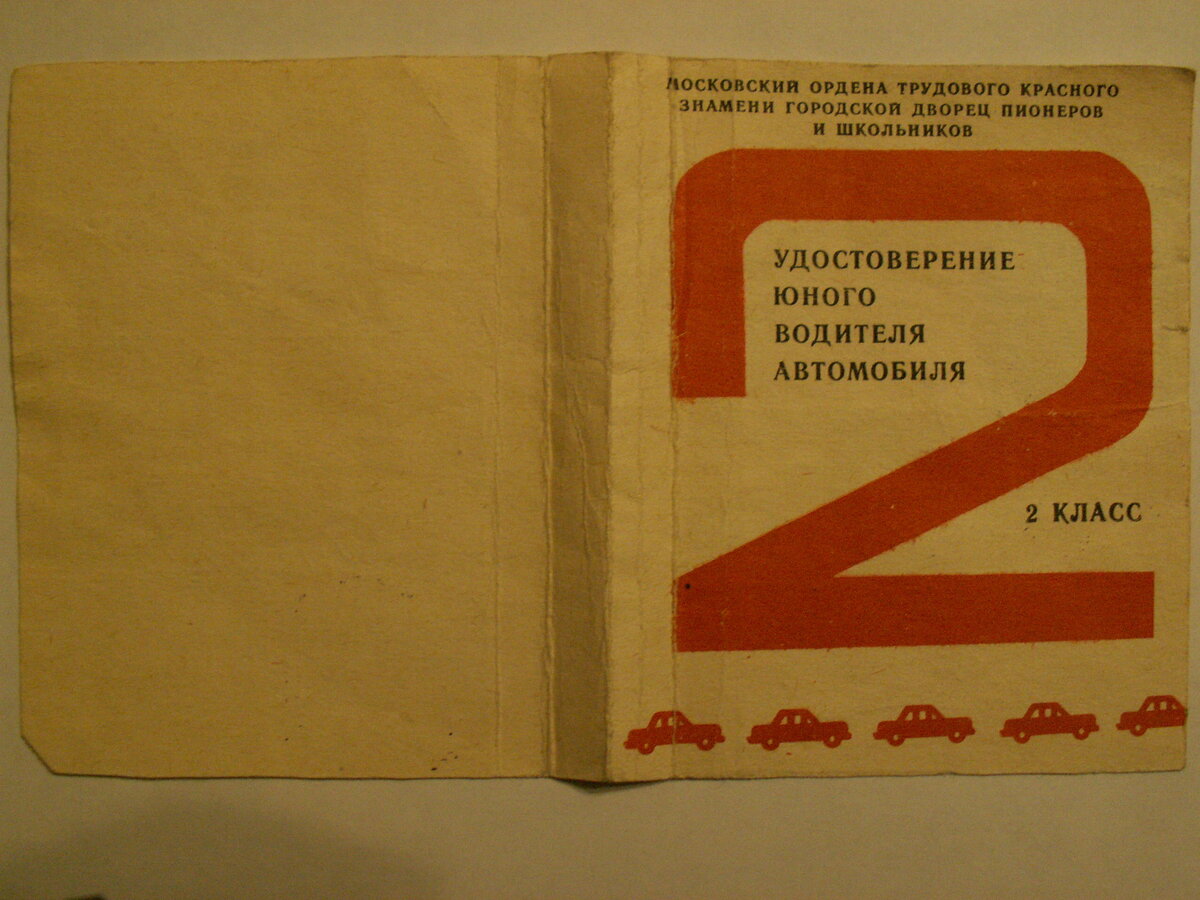 МОСКОВСКИЙ ОРДЕНА ТРУДОВОГО КРАСНОГО
ЗНАМЕНИ ГОРОДСКОЙ ДВОРЕЦ ПИОНЕРОВ
И ШКОЛЬНИКОВ
2
УДОСТОВЕРЕНИЕ
ЮНОГО
ВОДИТЕЛЯ
АВТОМОБИЛЯ
2 КЛАСС